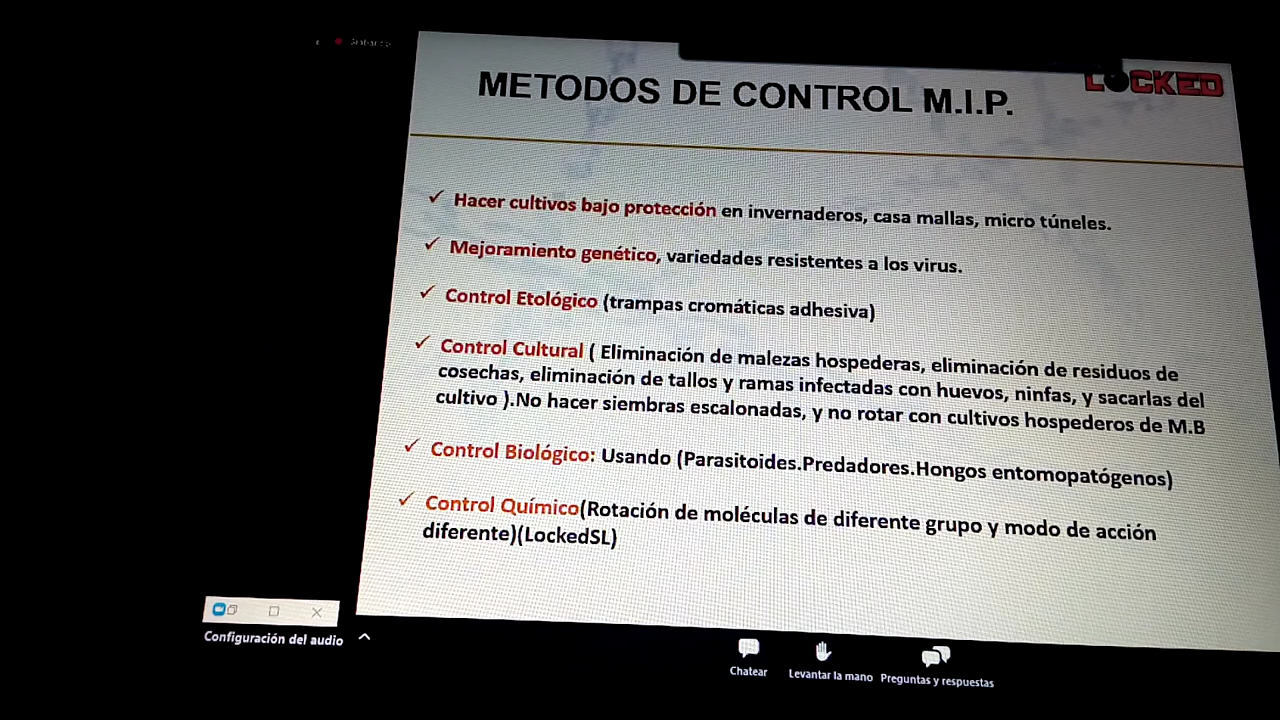 LOCKED
METODOS DE CONTROL M.I.P.
✓ Hacer cultivos bajo protección en invernaderos, casa mallas, micro túneles.
✓ Mejoramiento genético, variedades resistentes a los virus.
✓ Control Etológico (trampas cromáticas adhesiva)
✓ Control Cultural ( Eliminación de malezas hospederas, eliminación de residuos de
cosechas, eliminación de tallos y ramas infectadas con huevos, ninfas, y sacarlas del
cultivo ).No hacer siembras escalonadas, y no rotar con cultivos hospederos de M.B
✓ Control Biológico: Usando (Parasitoides.Predadores.Hongos entomopatógenos)
✓ Control Químico(Rotación de moléculas de diferente grupo y modo de acción
diferente)(LockedSL)
Configuración del audio
Chatear
Levantar la mano
Preguntas y respuestas